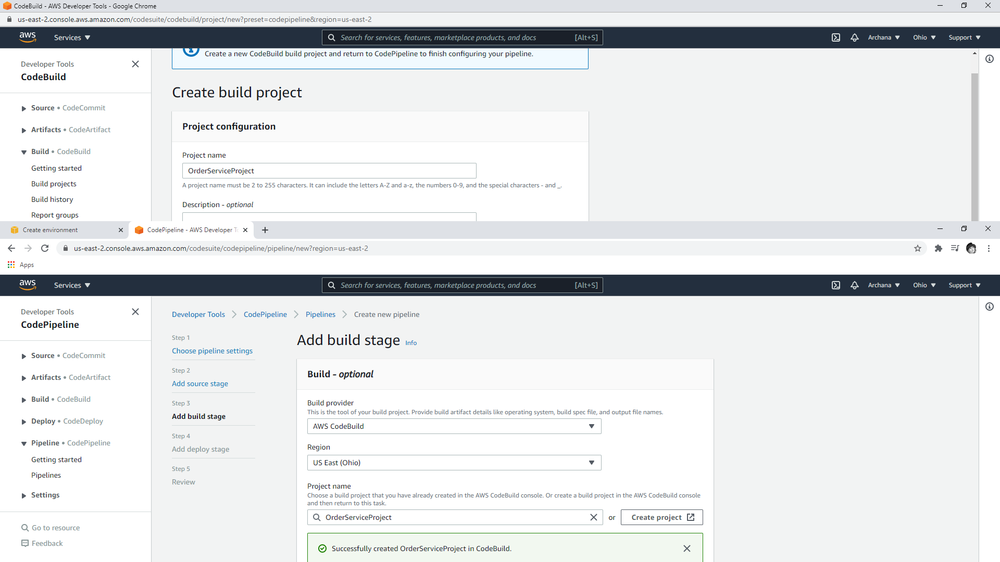 CodeBuild - AWS Developer Tools - Google Chrome
us-east-2.console.aws.amazon.com/codesuite/codebuild/project/new?preset=codepipeline&region=us-east-2
aws Services Search for services, features, marketplace products, and docs [Alt+S] Archana Ohio Support
Create a new CodeBuild build project and return to CodePipeline to finish configuring your pipeline.
Developer Tools
CodeBuild
Source • CodeCommit
Artifacts • CodeArtifact
Build • CodeBuild
Getting started
Build projects
Build history
Report groups
Create build project
Project configuration
Project name
OrderServiceProject
A project name must be 2 to 255 characters. It can include the letters A-Z and a-z, the numbers 0-9, and the special characters - and _.
Description - optional
Create environment
CodePipeline - AWS Developer To
us-east-2.console.aws.amazon.com/codesuite/codepipeline/pipeline/new?region=us-east-2
Apps
aws Services Search for services, features, marketplace products, and docs [Alt+S] Archana Ohio Support
Developer Tools
CodePipeline
Source • CodeCommit
Artifacts • CodeArtifact
Build • CodeBuild
Deploy • CodeDeploy
Pipeline • CodePipeline
Getting started
Pipelines
Settings
Go to resource
Feedback
Developer Tools CodePipeline Pipelines Create new pipeline
Step 1
Choose pipeline settings
Step 2
Add source stage
Step 3
Add build stage
Step 4
Add deploy stage
Step 5
Review
Add build stage Info
Build - optional
Build provider
This is the tool of your build project. Provide build artifact details like operating system, build spec file, and output file names.
AWS CodeBuild
Region
US East (Ohio)
Project name
Choose a build project that you have already created in the AWS CodeBuild console. Or create a build project in the AWS CodeBuild console
and then return to this task.
OrderServiceProject or Create project
Successfully created OrderServiceProject in CodeBuild.